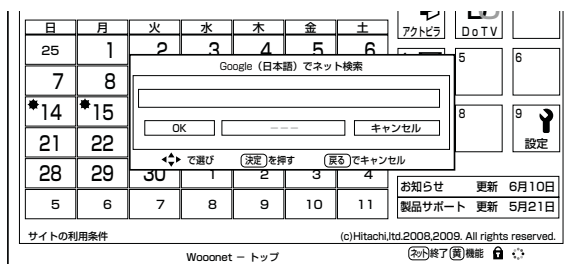 日 月 火 水 木 金 土
アクトビラ DoTV
25 1 2 3 4 5 6
5 6
Google（日本語）でネット検索
7 8
14 15
OK --- キャンセル
8 9
設定
21 22
で選び 決定を押す 戻るでキャンセル
28 29 30 1 2 3 4
お知らせ 更新 6月10日
5 6 7 8 9 10 11
製品サポート 更新 5月21日
サイトの利用条件
(c)Hitachi,ltd.2008,2009. All rights reserved.
Wooonet － トップ
ネット終了 黄機能